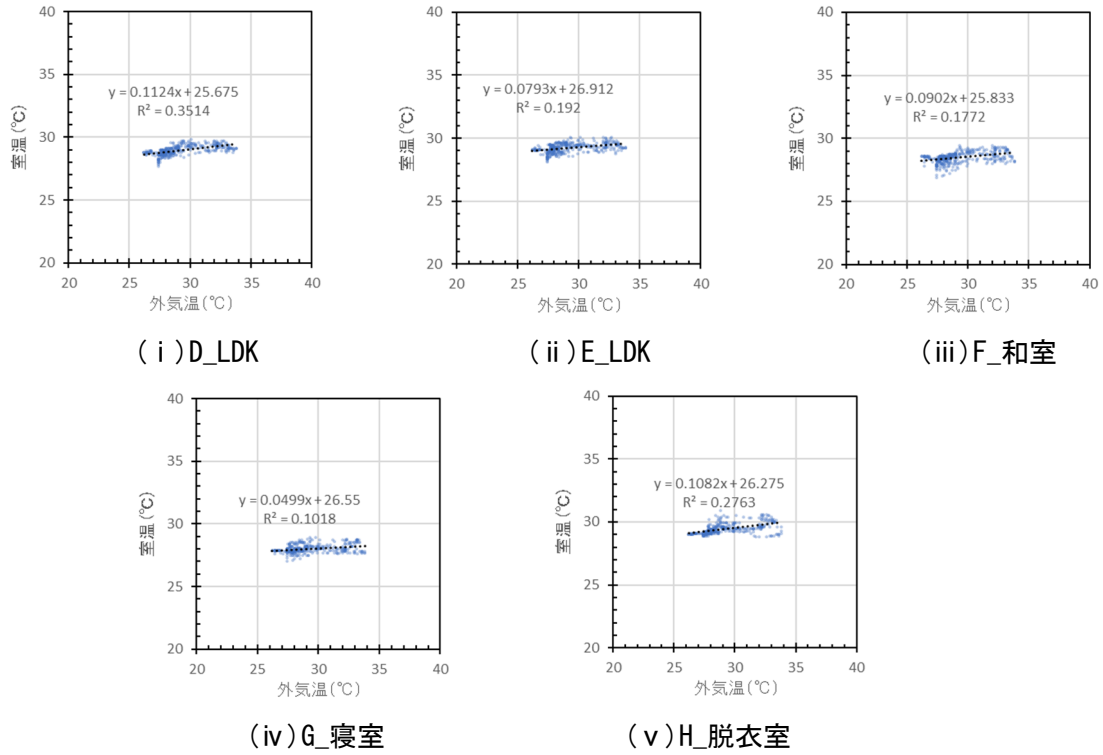 40
35
30
25
20
室温(℃)
y = 0.1124x + 25.675
R² = 0.3514
20 25 30 35 40
外気温(℃)
(ⅰ)D_LDK
40
35
30
25
20
室温(℃)
y = 0.0793x + 26.912
R² = 0.192
20 25 30 35 40
外気温(℃)
(ⅱ)E_LDK
40
35
30
25
20
室温(℃)
y = 0.0902x + 25.833
R² = 0.1772
20 25 30 35 40
外気温(℃)
(ⅲ)F_和室
40
35
30
25
20
室温(℃)
y = 0.0499x + 26.55
R² = 0.1018
20 25 30 35 40
外気温(℃)
(ⅳ)G_寝室
40
35
30
25
20
室温(℃)
y = 0.1082x + 26.275
R² = 0.2763
20 25 30 35 40
外気温(℃)
(ⅴ)H_脱衣室